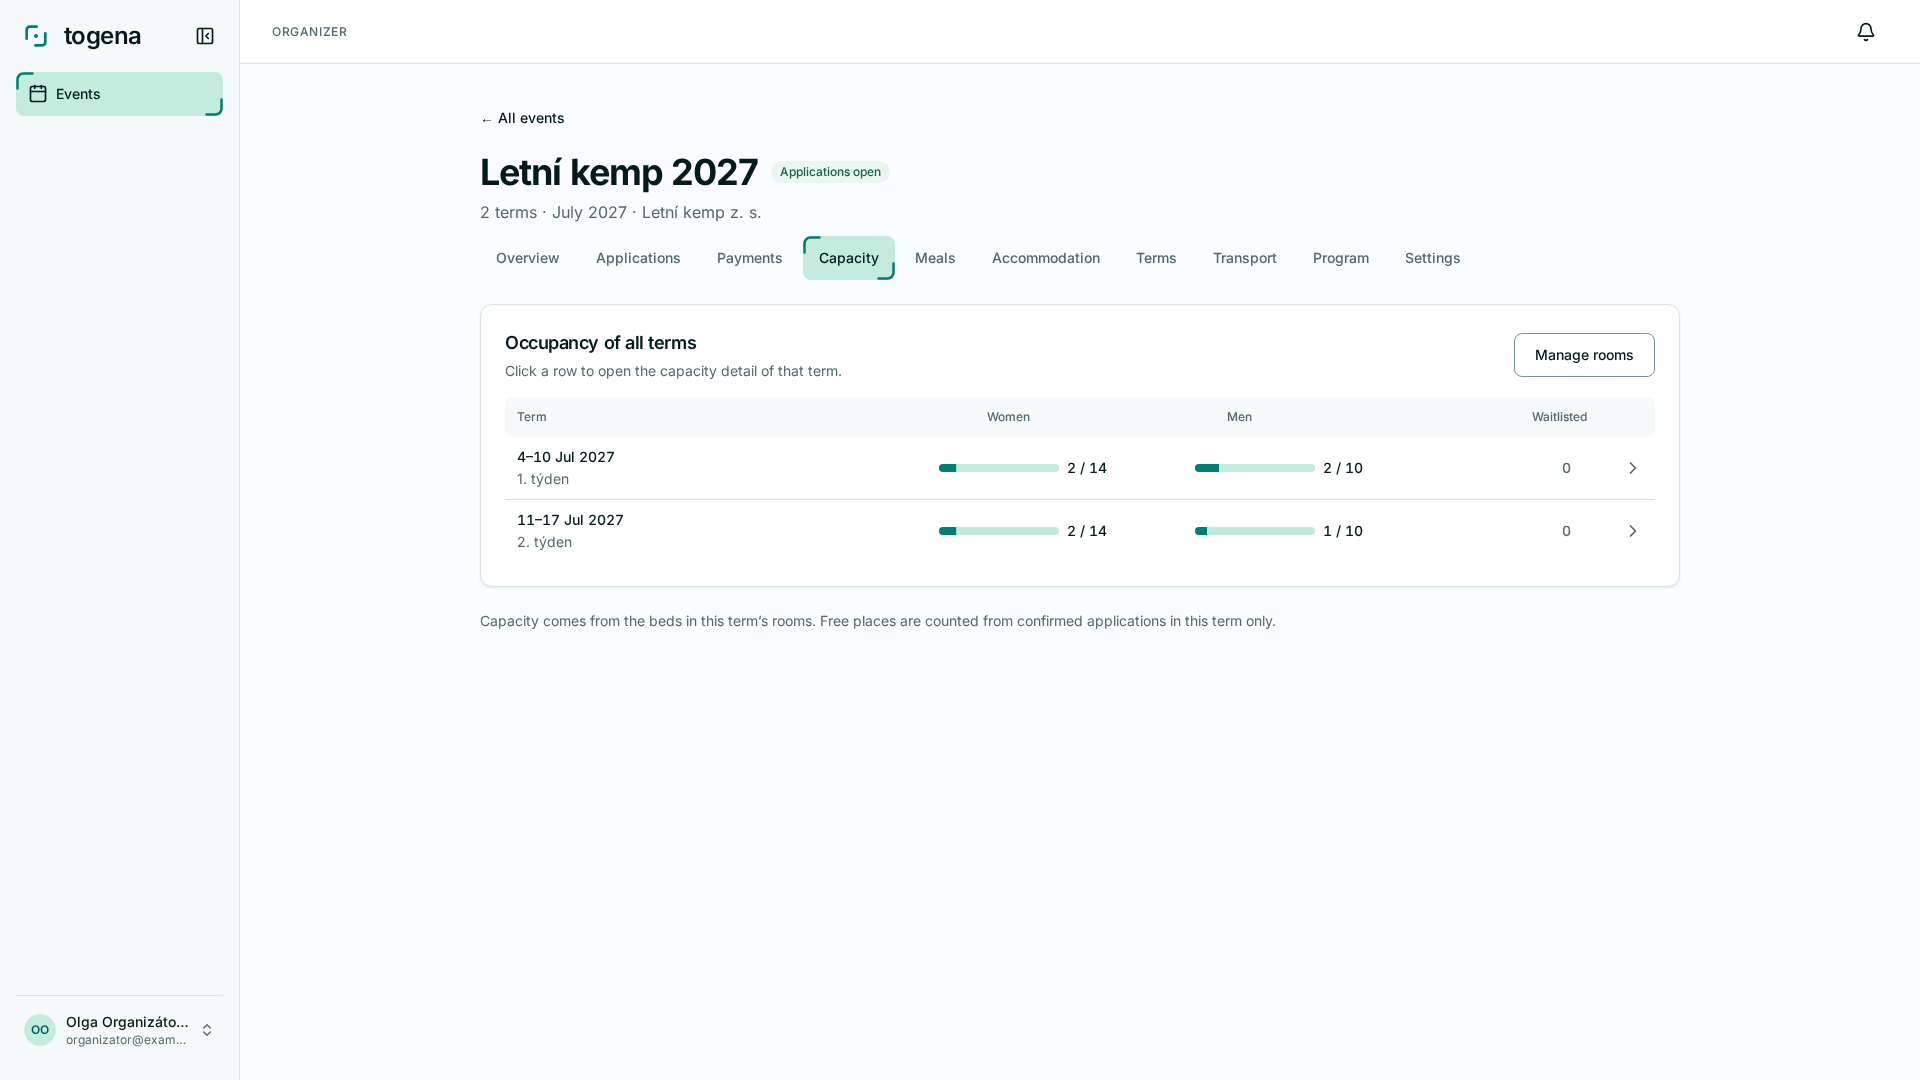 togena
ORGANIZER
Events
← All events
Letní kemp 2027 Applications open
2 terms · July 2027 · Letní kemp z. s.
Overview Applications Payments Capacity Meals Accommodation Terms Transport Program Settings
Occupancy of all terms
Click a row to open the capacity detail of that term.
Manage rooms
Term Women Men Waitlisted
4–10 Jul 2027
1. týden
2 / 14 2 / 10 0
11–17 Jul 2027
2. týden
2 / 14 1 / 10 0
Capacity comes from the beds in this term’s rooms. Free places are counted from confirmed applications in this term only.
OO
Olga Organizáto...
organizator@exam...